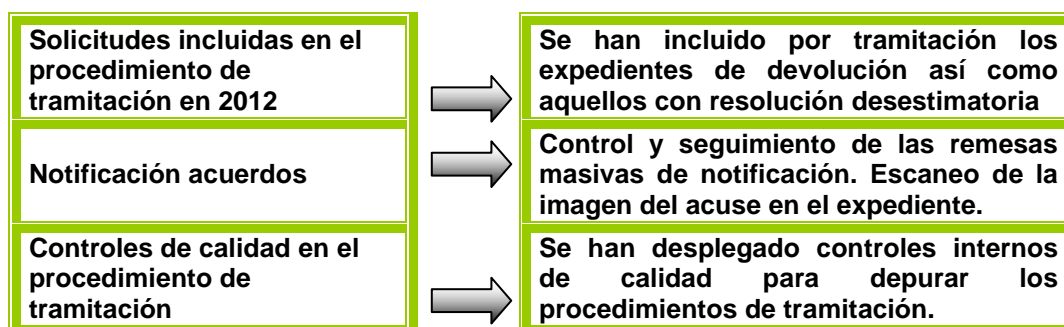 Solicitudes incluidas en el
procedimiento de
tramitación en 2012
Se han incluido por tramitación los
expedientes de devolución así como
aquellos con resolución desestimatoria
Notificación acuerdos
Control y seguimiento de las remesas
masivas de notificación. Escaneo de la
imagen del acuse en el expediente.
Controles de calidad en el
procedimiento de
tramitación
Se han desplegado controles internos
de calidad para depurar los
procedimientos de tramitación.